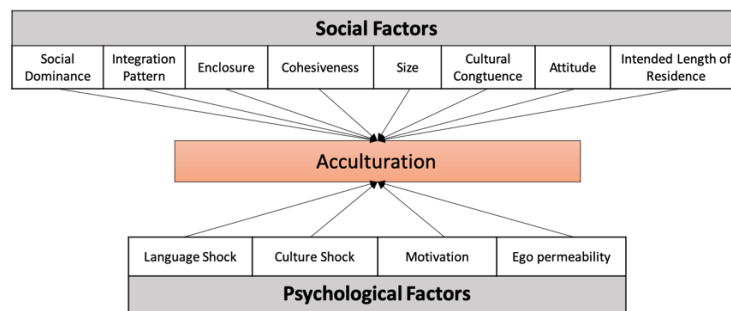 Social Factors
Social
Dominance
Integration
Pattern
Enclosure
Cohesiveness
Size
Cultural
Congtuence
Attitude
Intended Length of
Residence
Acculturation
Language Shock
Culture Shock
Motivation
Ego permeability
Psychological Factors